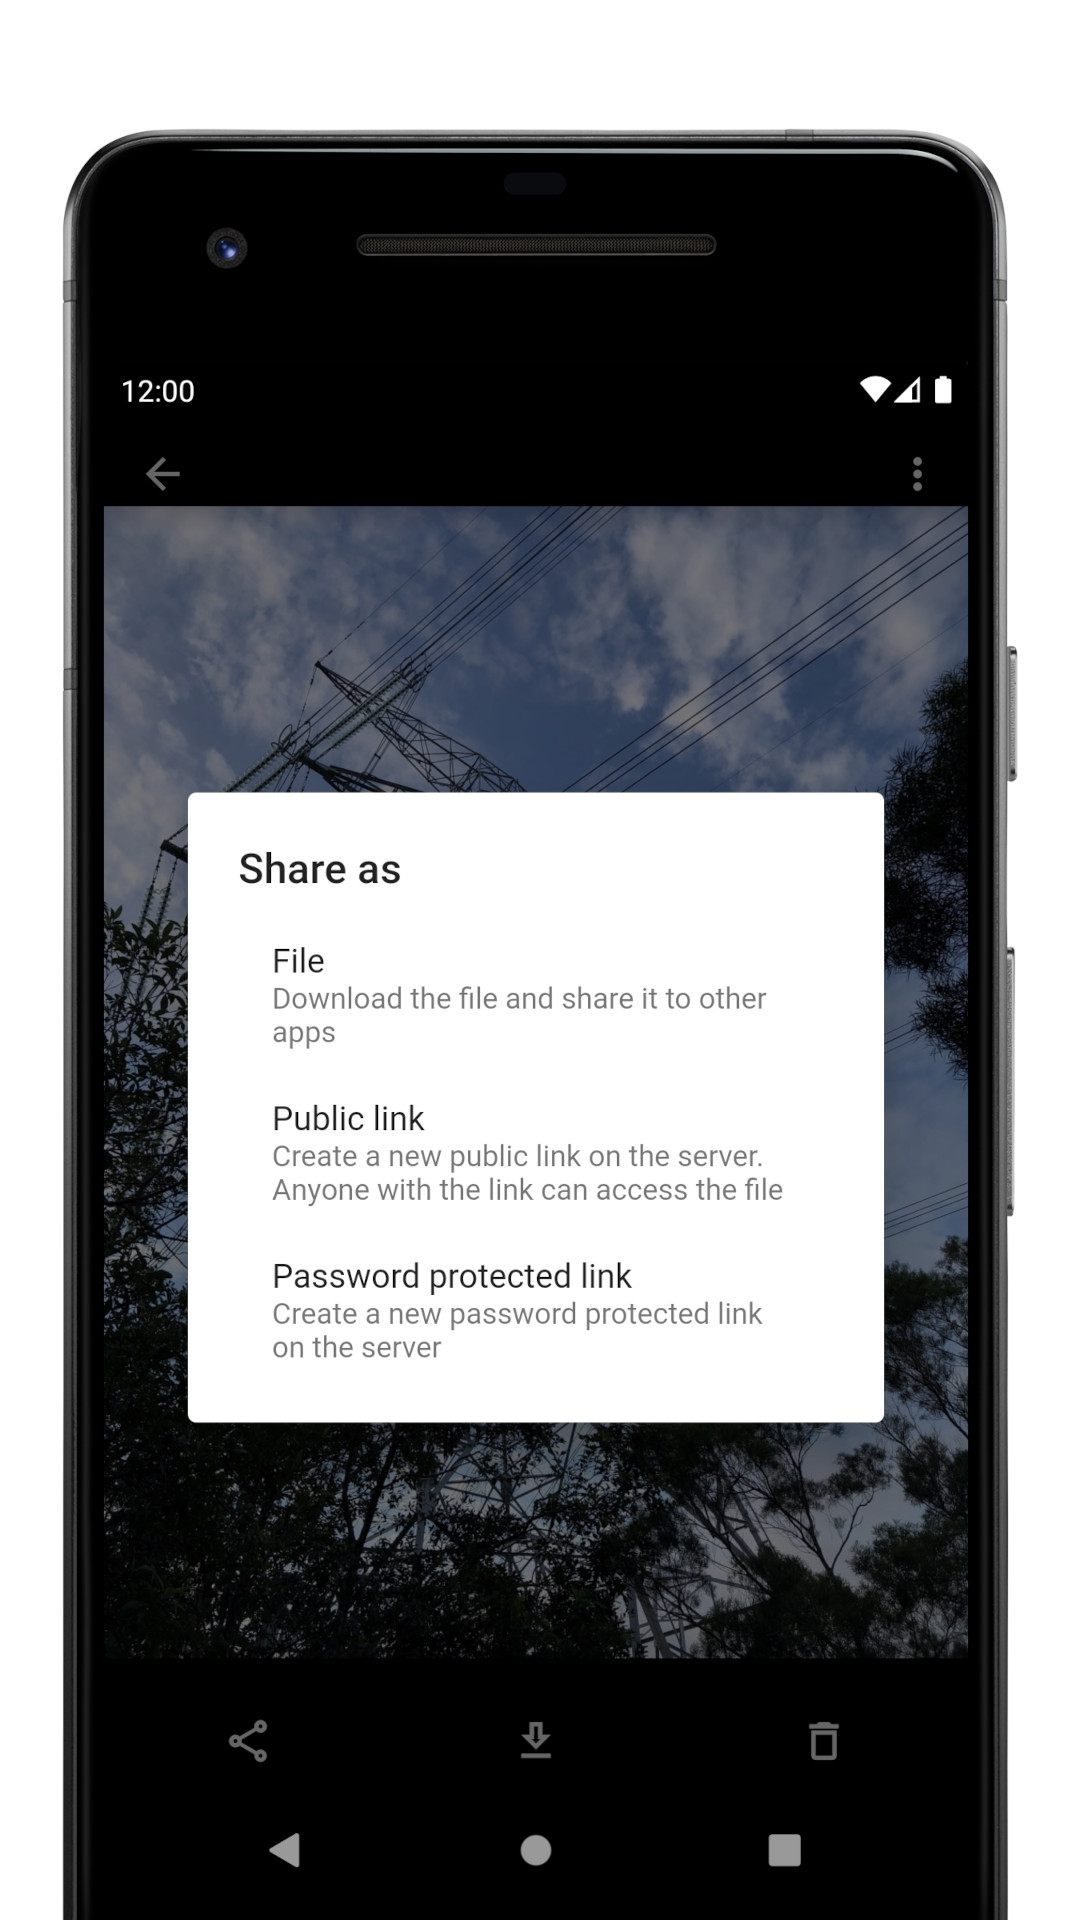 12:00
Share as
File
Download the file and share it to other
apps
Public link
Create a new public link on the server.
Anyone with the link can access the file
Password protected link
Create a new password protected link
on the server